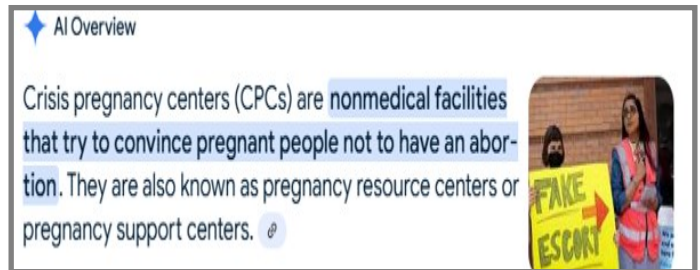 AI Overview
Crisis pregnancy centers (CPCs) are nonmedical facilities
that try to convince pregnant people not to have an abor-
tion. They are also known as pregnancy resource centers or
pregnancy support centers.
FAKE
ESCORT